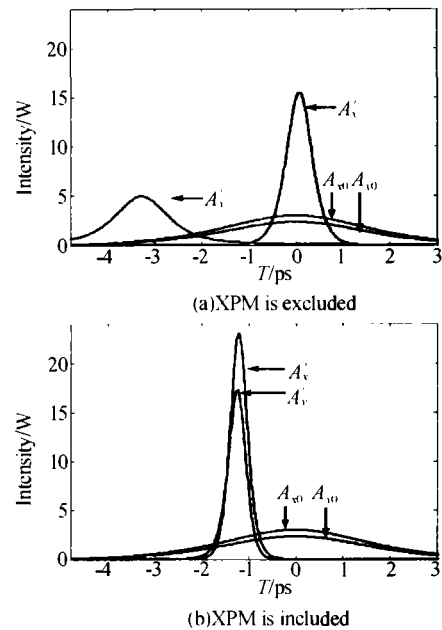 Intensity/W
20
15
10
5
0
A'x
A'y
Ax0
Ay0
-4
-3
-2
-1
0
1
2
3
T/ps
(a)XPM is excluded
Intensity/W
20
15
10
5
0
A'x
A'y
Ax0
Ay0
-4
-3
-2
-1
0
1
2
3
T/ps
(b)XPM is included